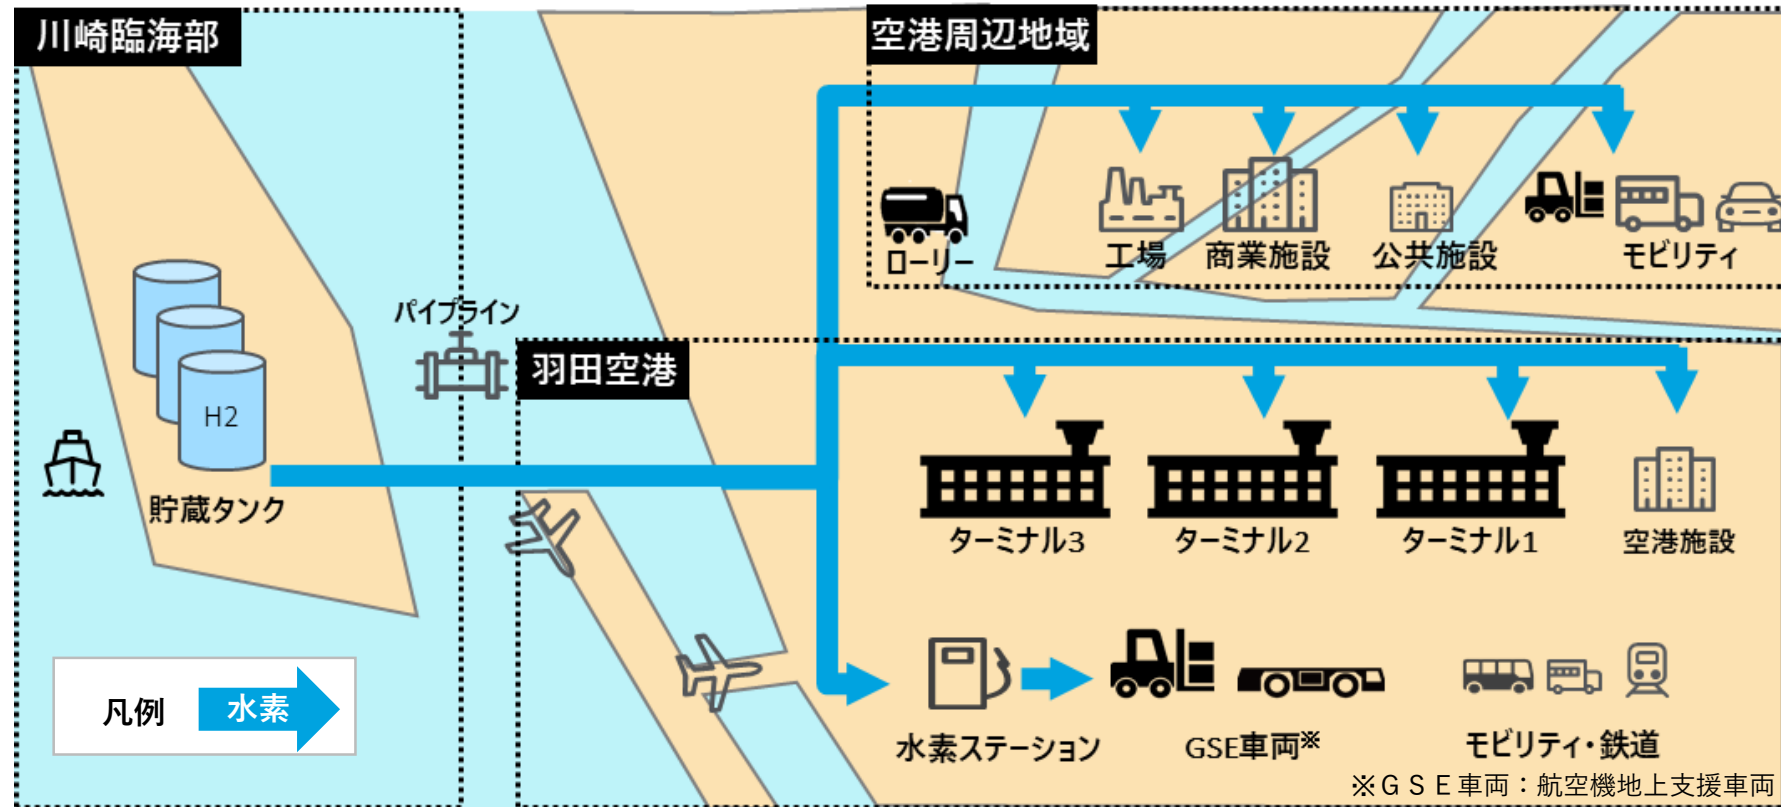 川崎臨海部
空港周辺地域
ローリー
工場
商業施設
公共施設
モビリティ
パイプライン
羽田空港
H2
貯蔵タンク
ターミナル3
ターミナル2
ターミナル1
空港施設
凡例
水素
水素ステーション
GSE車両※
モビリティ・鉄道
※ＧＳＥ車両：航空機地上支援車両